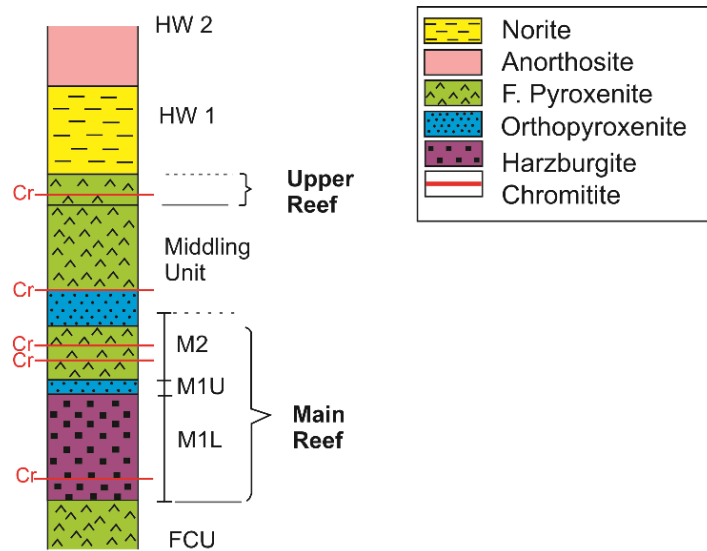 HW 2
HW 1
Cr
Upper
Reef
Middling
Unit
Cr
Cr
M2
Cr
M1U
Main
Reef
M1L
Cr
FCU
Norite
Anorthosite
F. Pyroxenite
Orthopyroxenite
Harzburgite
Chromitite